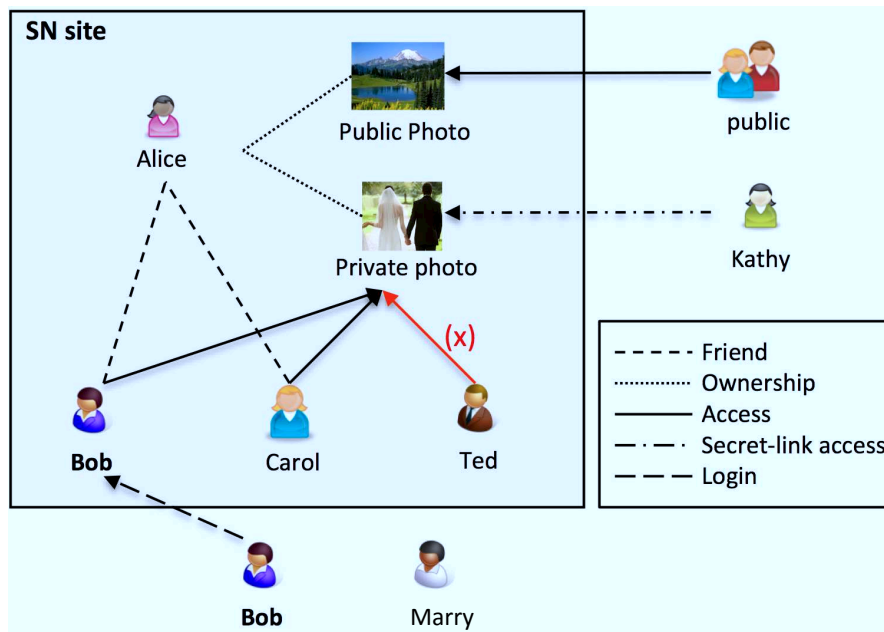 SN site
Alice
Public Photo
public
Private photo
Kathy
(x)
Friend
Ownership
Access
Secret-link access
Login
Bob
Carol
Ted
Bob
Marry